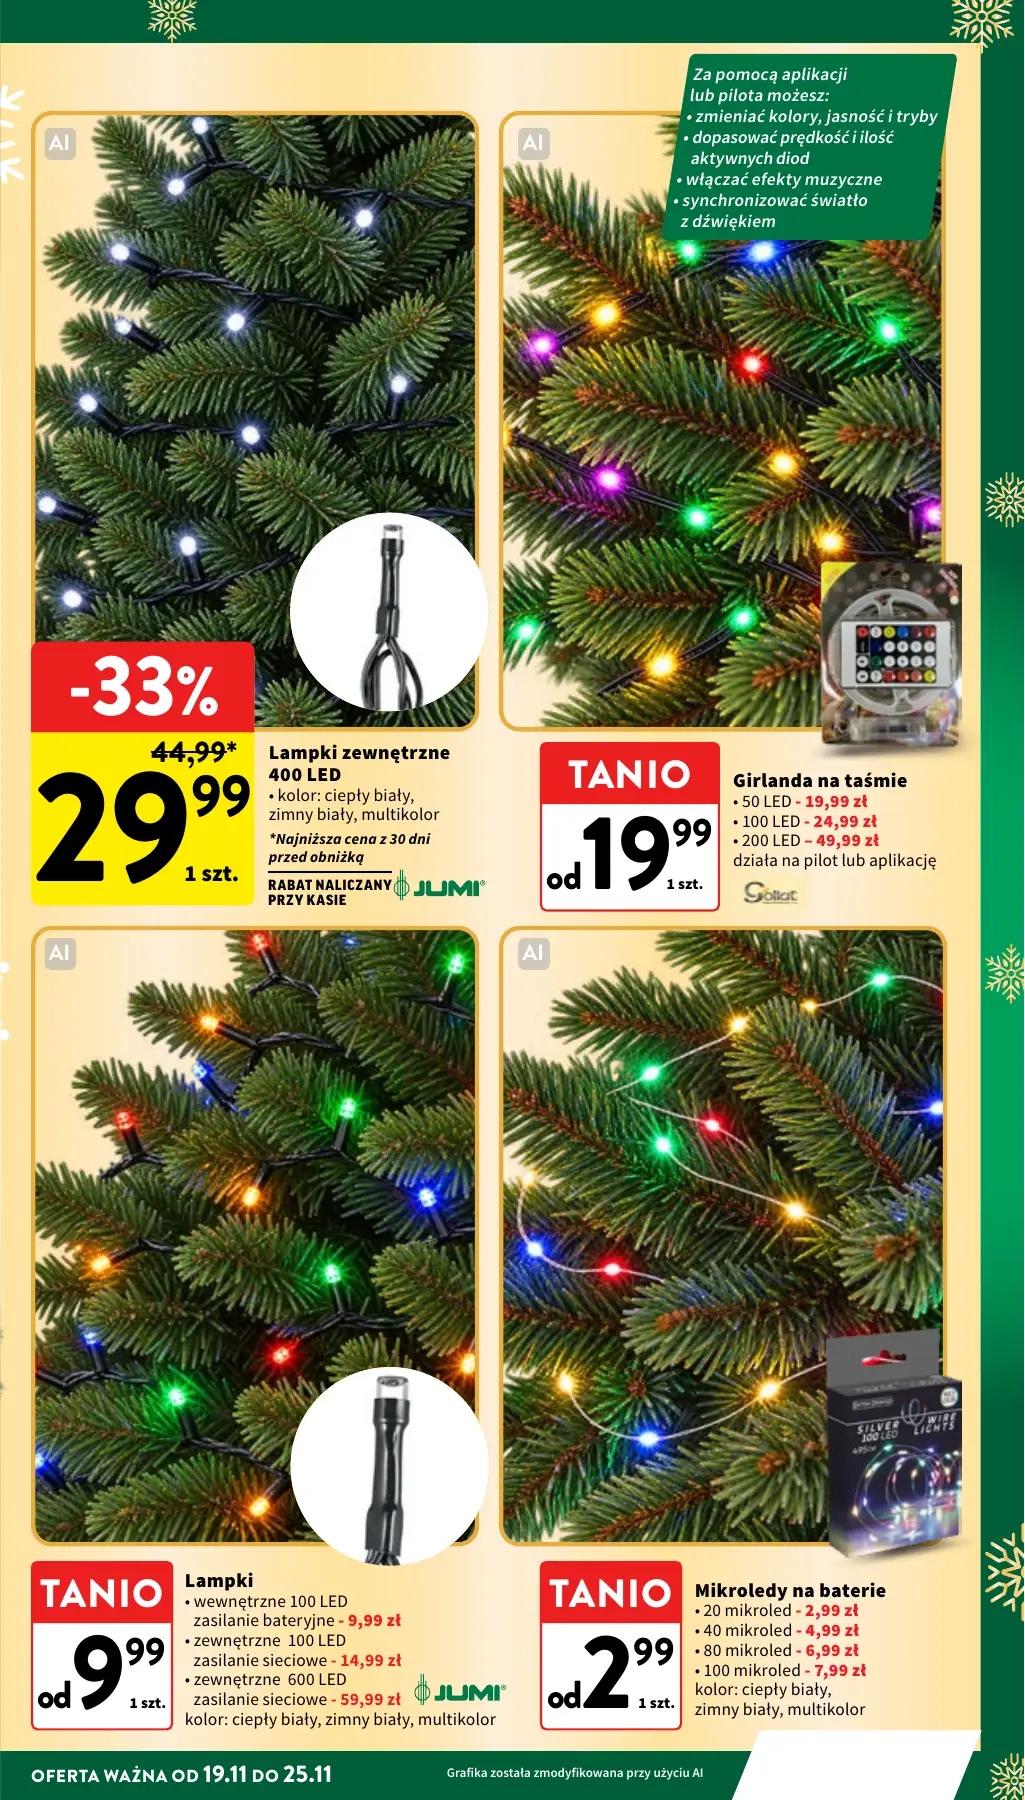 Za pomocą aplikacji
lub pilota możesz:
• zmieniać kolory, jasność i tryby
• dopasować prędkość i ilość
aktywnych diod
• włączać efekty muzyczne
• synchronizować światło
z dźwiękiem
AI
AI
-33%
44,99*
29 99
1 szt.
Lampki zewnętrzne
400 LED
• kolor: ciepły biały,
zimny biały, multikolor
*Najniższa cena z 30 dni
przed obniżką
RABAT NALICZANY
PRZY KASIE
JUMI®
TANIO
od 19 99
1 szt.
Girlanda na taśmie
• 50 LED - 19,99 zł
• 100 LED - 24,99 zł
• 200 LED – 49,99 zł
działa na pilot lub aplikację
Goliat
AI
AI
SILVER WIRE
100 LED LIGHTS
495cm
TANIO
od 9 99
1 szt.
Lampki
• wewnętrzne 100 LED
zasilanie bateryjne - 9,99 zł
• zewnętrzne 100 LED
zasilanie sieciowe - 14,99 zł
• zewnętrzne 600 LED
zasilanie sieciowe - 59,99 zł
kolor: ciepły biały, zimny biały, multikolor
JUMI®
TANIO
od 2 99
1 szt.
Mikroledy na baterie
• 20 mikroled - 2,99 zł
• 40 mikroled - 4,99 zł
• 80 mikroled - 6,99 zł
• 100 mikroled - 7,99 zł
kolor: ciepły biały,
zimny biały, multikolor
OFERTA WAŻNA OD 19.11 DO 25.11
Grafika została zmodyfikowana przy użyciu AI